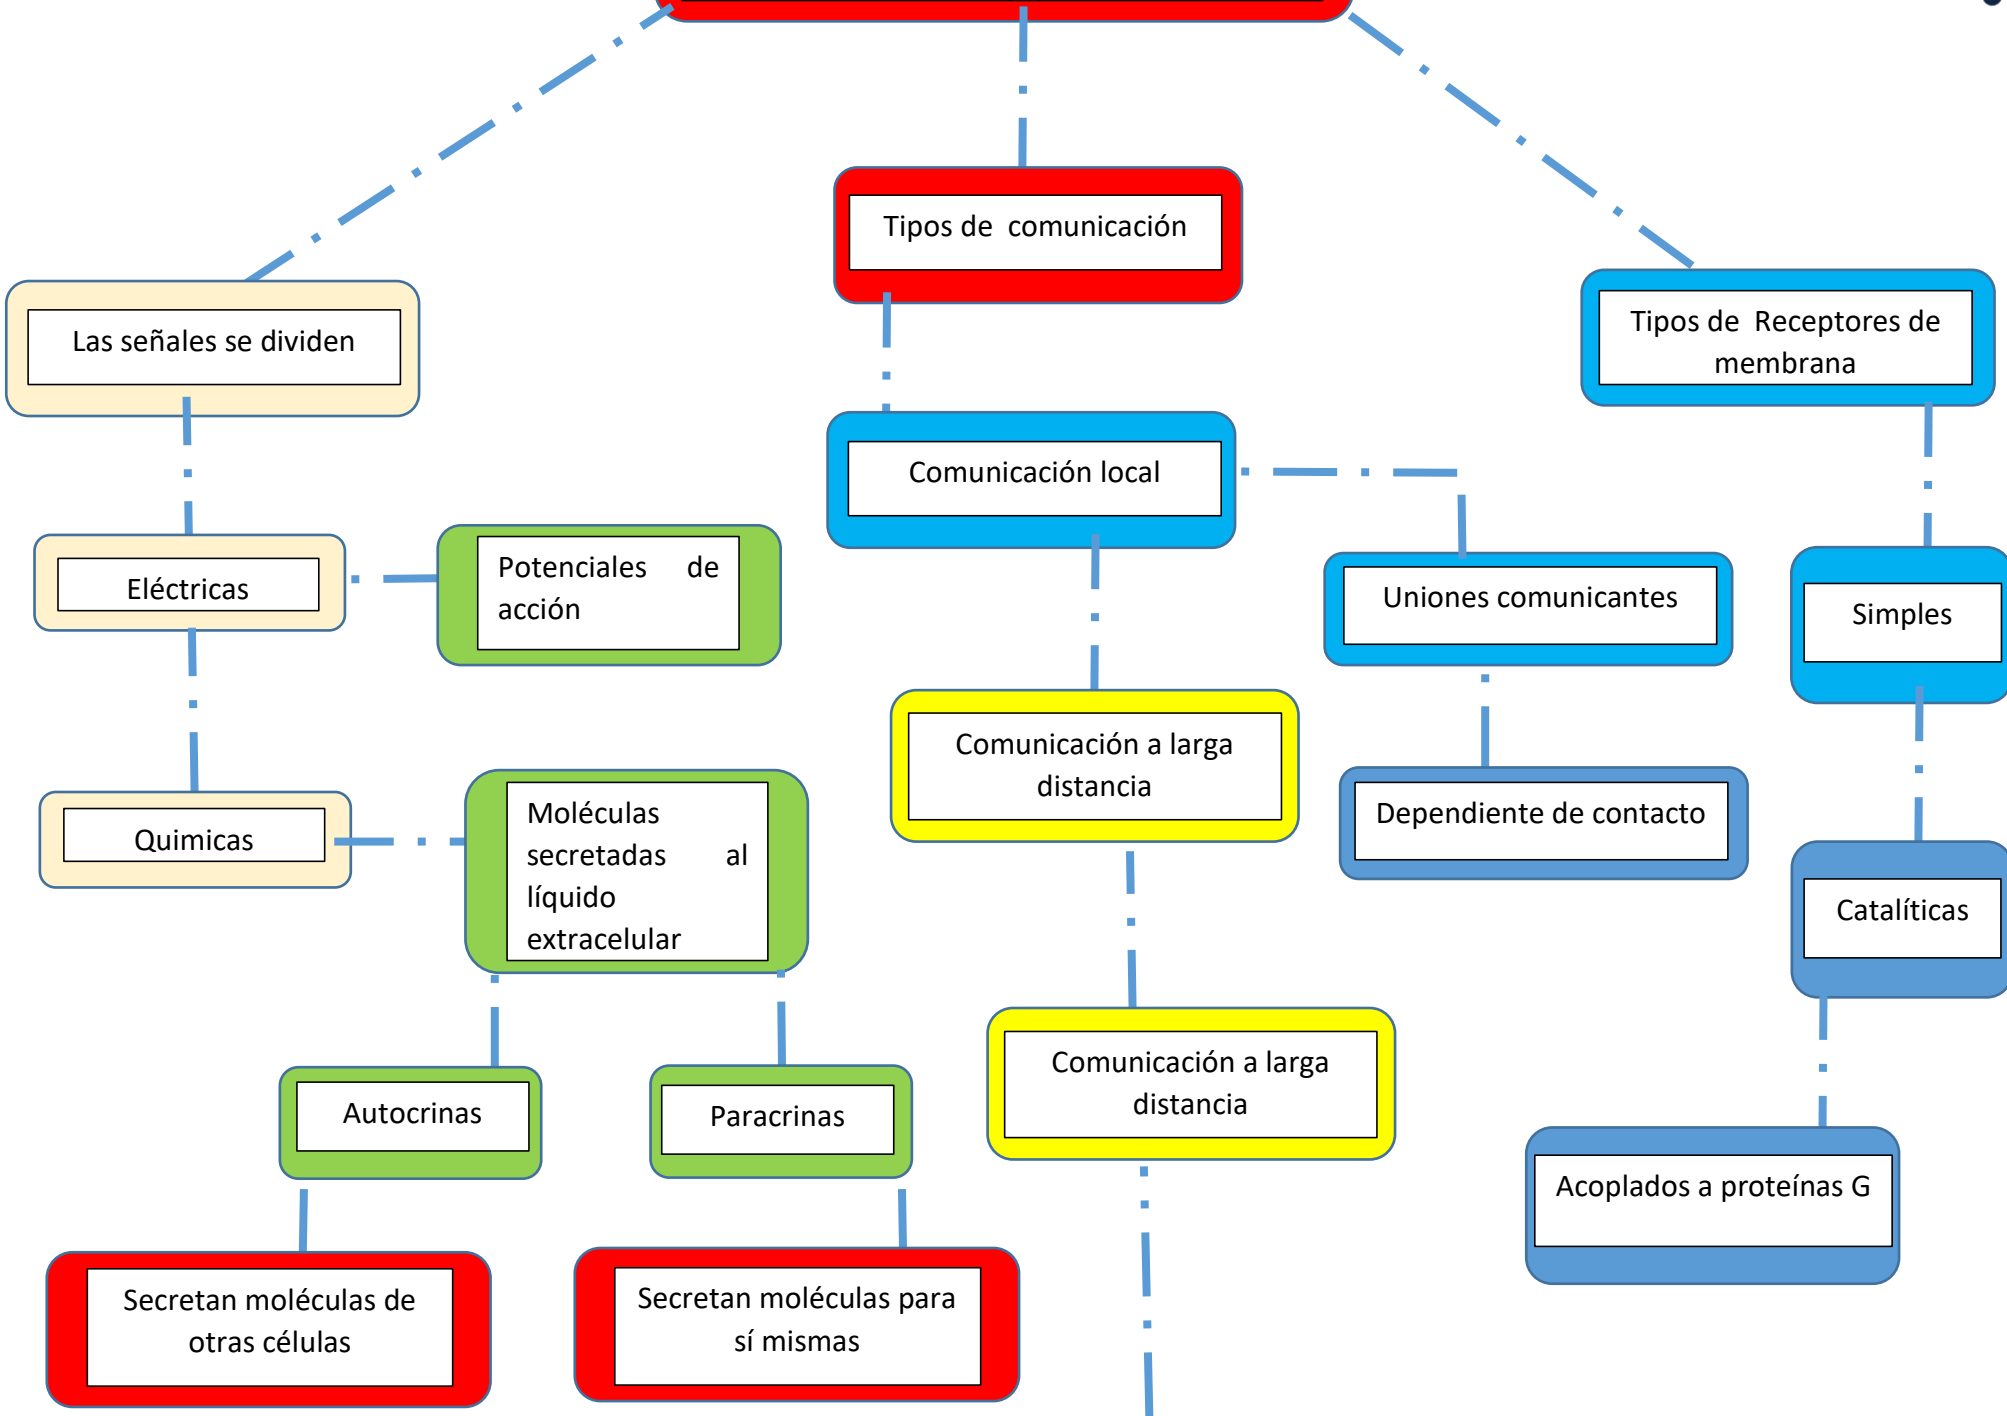 Tipos de comunicación
Las señales se dividen
Tipos de Receptores de
membrana
Comunicación local
Eléctricas
Potenciales de
acción
Uniones comunicantes
Simples
Comunicación a larga
distancia
Quimicas
Moléculas
secretadas al
líquido
extracelular
Dependiente de contacto
Catalíticas
Autocrinas
Paracrinas
Comunicación a larga
distancia
Acoplados a proteínas G
Secretan moléculas de
otras células
Secretan moléculas para
sí mismas